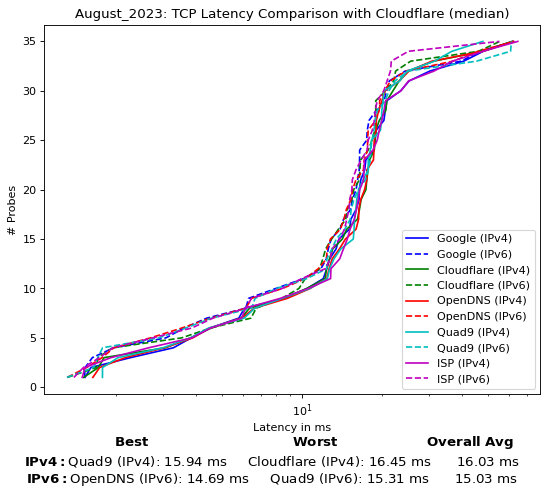 August_2023: TCP Latency Comparison with Cloudflare (median)
35
30
25
20
15
10
5
0
# Probes
Google (IPv4)
Google (IPv6)
Cloudflare (IPv4)
Cloudflare (IPv6)
OpenDNS (IPv4)
OpenDNS (IPv6)
Quad9 (IPv4)
Quad9 (IPv6)
ISP (IPv4)
ISP (IPv6)
10¹
Latency in ms
Best Worst Overall Avg
IPv4: Quad9 (IPv4): 15.94 ms Cloudflare (IPv4): 16.45 ms 16.03 ms
IPv6: OpenDNS (IPv6): 14.69 ms Quad9 (IPv6): 15.31 ms 15.03 ms